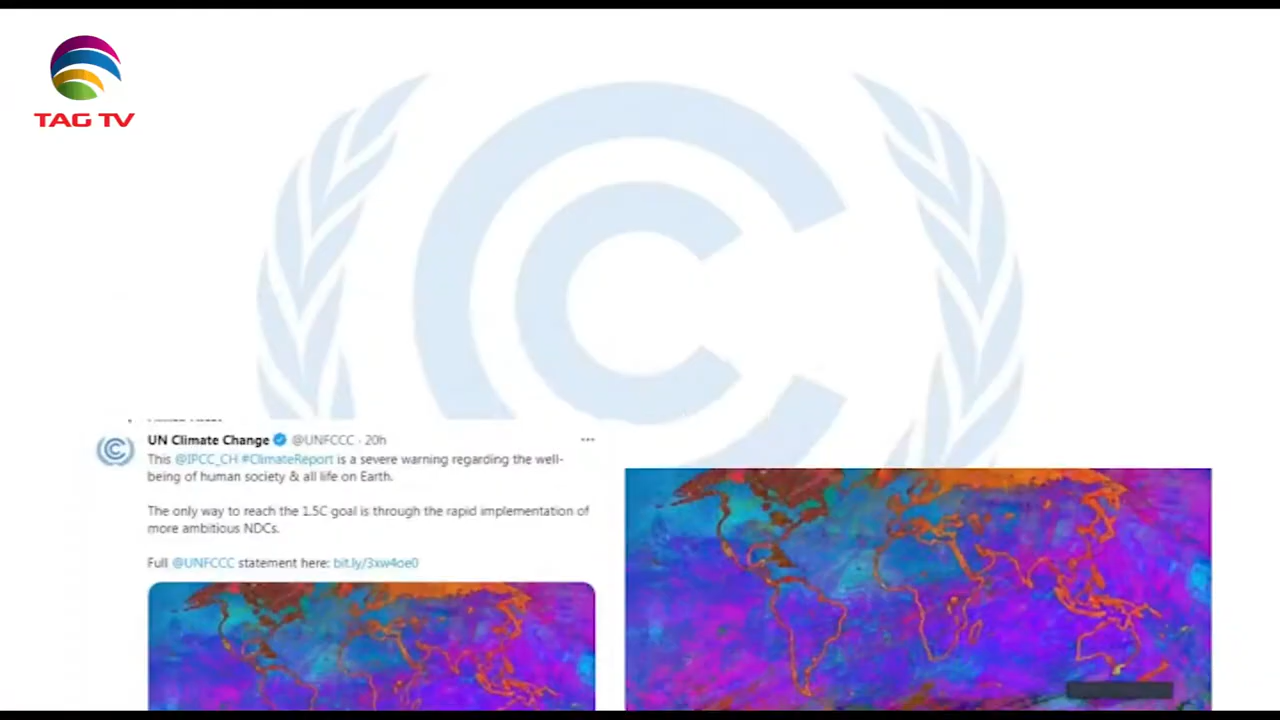 TAG TV
UN Climate Change @UNFCCC · 20h
This @IPCC_CH #ClimateReport is a severe warning regarding the well-
being of human society & all life on Earth.
The only way to reach the 1.5C goal is through the rapid implementation of
more ambitious NDCs.
Full @UNFCCC statement here: bit.ly/3xw4oe0